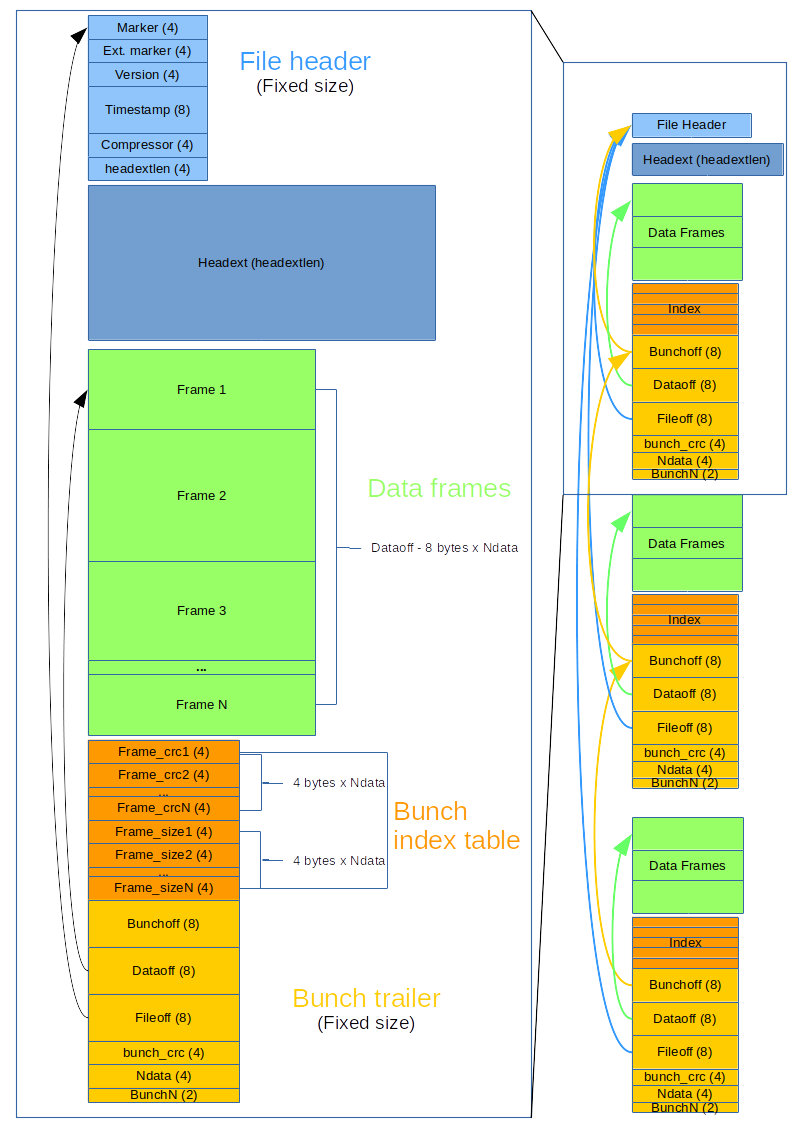 Marker (4)
Ext. marker (4)
Version (4)
Timestamp (8)
Compressor (4)
headextlen (4)
File header
(Fixed size)
Headext (headextlen)
Frame 1
Frame 2
Frame 3
...
Frame N
Data frames
Dataoff - 8 bytes x Ndata
Frame_crc1 (4)
Frame_crc2 (4)
...
Frame_crcN (4)
Frame_size1 (4)
Frame_size2 (4)
...
Frame_sizeN (4)
4 bytes x Ndata
4 bytes x Ndata
Bunch
index table
Bunchoff (8)
Dataoff (8)
Fileoff (8)
bunch_crc (4)
Ndata (4)
BunchN (2)
Bunch trailer
(Fixed size)
File Header
Headext (headextlen)
Data Frames
Index
Bunchoff (8)
Dataoff (8)
Fileoff (8)
bunch_crc (4)
Ndata (4)
BunchN (2)
Data Frames
Index
Bunchoff (8)
Dataoff (8)
Fileoff (8)
bunch_crc (4)
Ndata (4)
BunchN (2)
Data Frames
Index
Bunchoff (8)
Dataoff (8)
Fileoff (8)
bunch_crc (4)
Ndata (4)
BunchN (2)